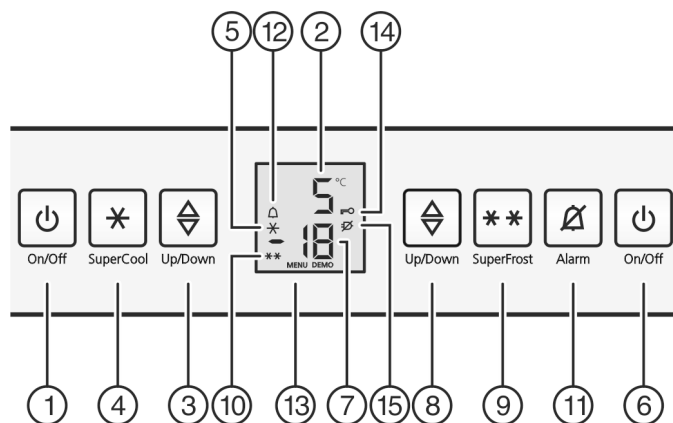 5 12 2 14
5 °C
-18
MENU DEMO
On/Off SuperCool Up/Down Up/Down SuperFrost Alarm On/Off
1 4 3 10 13 7 15 8 9 11 6